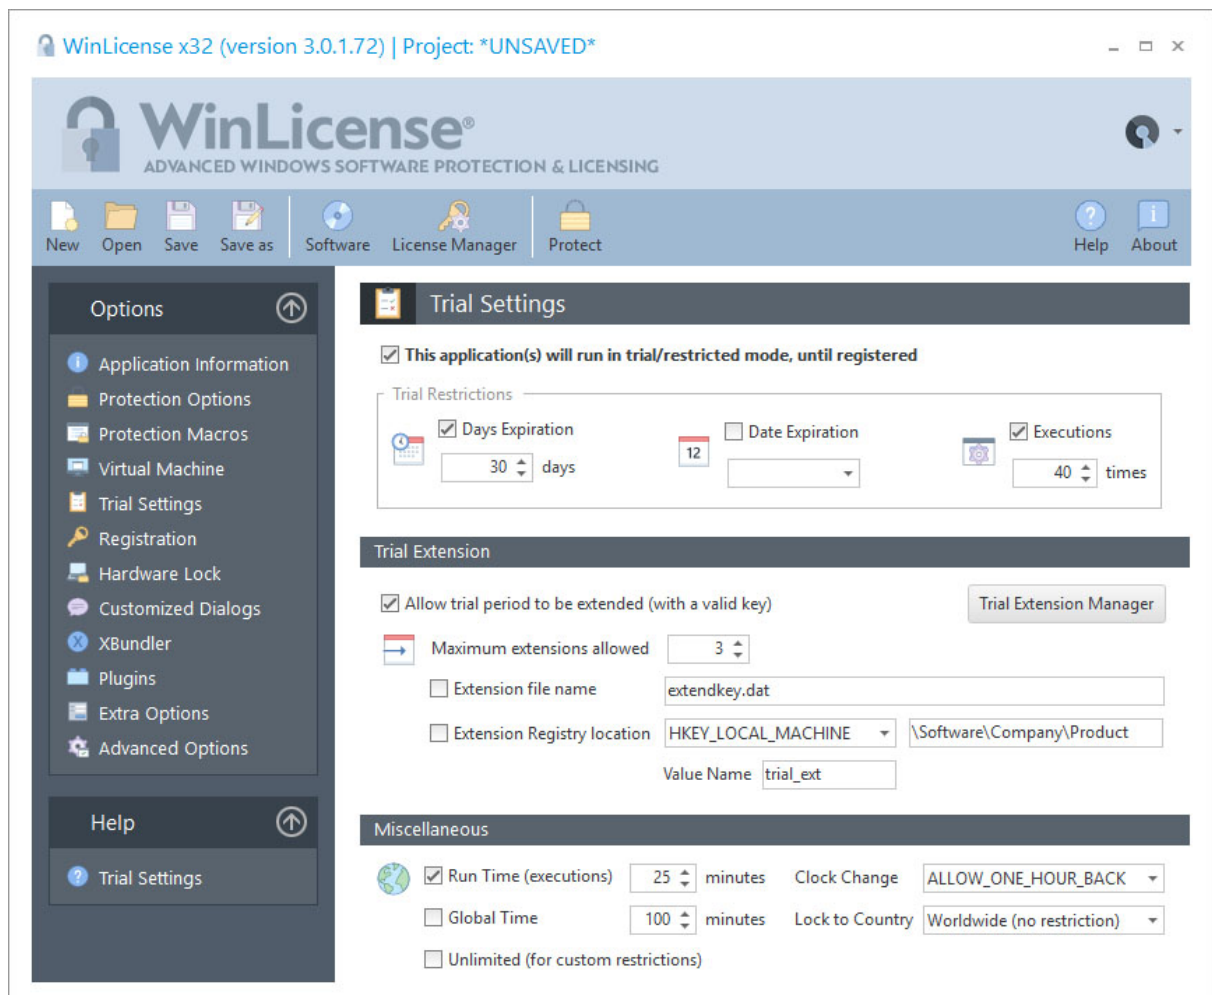 WinLicense x32 (version 3.0.1.72) | Project: *UNSAVED*
WinLicense®
ADVANCED WINDOWS SOFTWARE PROTECTION & LICENSING
New Open Save Save as Software License Manager Protect Help About
Options
Application Information
Protection Options
Protection Macros
Virtual Machine
Trial Settings
Registration
Hardware Lock
Customized Dialogs
XBundler
Plugins
Extra Options
Advanced Options
Help
Trial Settings
Trial Settings
This application(s) will run in trial/restricted mode, until registered
Trial Restrictions
Days Expiration
30 days
12
Date Expiration
Executions
40 times
Trial Extension
Allow trial period to be extended (with a valid key)
Trial Extension Manager
Maximum extensions allowed 3
Extension file name extendkey.dat
Extension Registry location HKEY_LOCAL_MACHINE \Software\Company\Product
Value Name trial_ext
Miscellaneous
Run Time (executions) 25 minutes Clock Change ALLOW_ONE_HOUR_BACK
Global Time 100 minutes Lock to Country Worldwide (no restriction)
Unlimited (for custom restrictions)